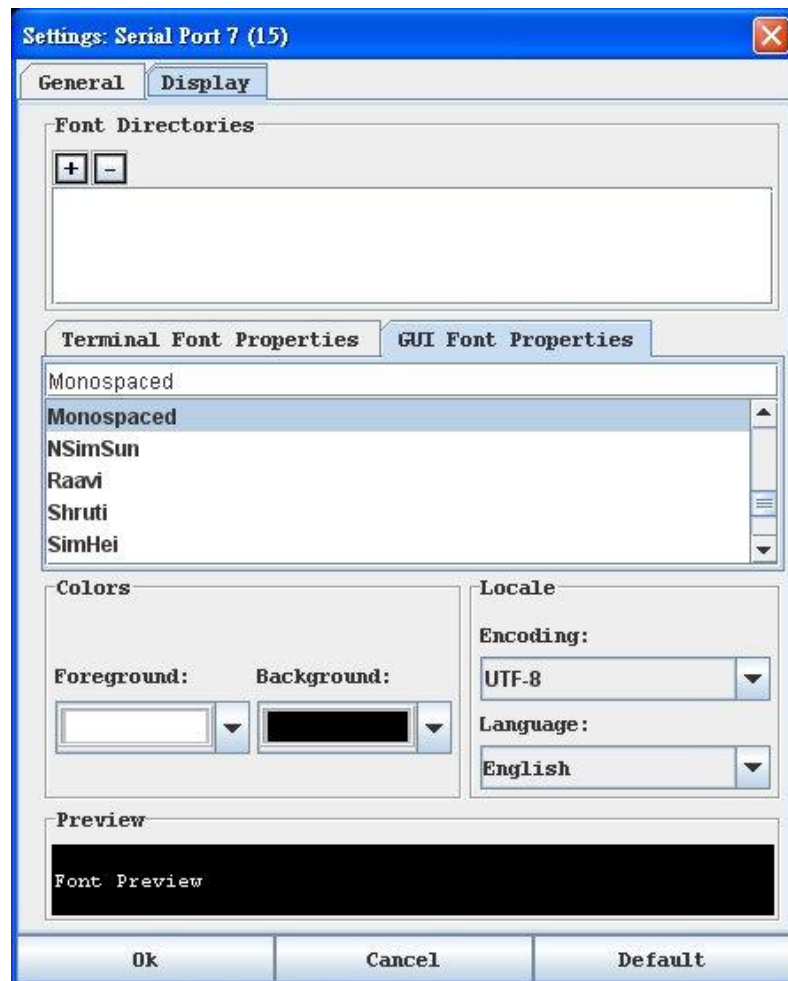 Settings: Serial Port 7 (15)
General Display
Font Directories
+ -
Terminal Font Properties GUI Font Properties
Monospaced
Monospaced
NSimSun
Raavi
Shruti
SimHei
Colors Locale
Encoding:
Foreground: Background: UTF-8
Language:
English
Preview
Font Preview
Ok Cancel Default